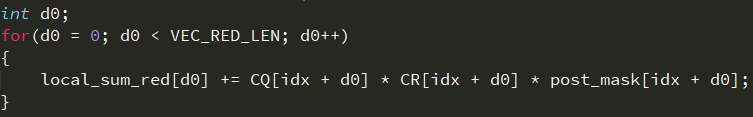 int d0;
for(d0 = 0; d0 < VEC_RED_LEN; d0++)
{
    local_sum_red[d0] += CQ[idx + d0] * CR[idx + d0] * post_mask[idx + d0];
}